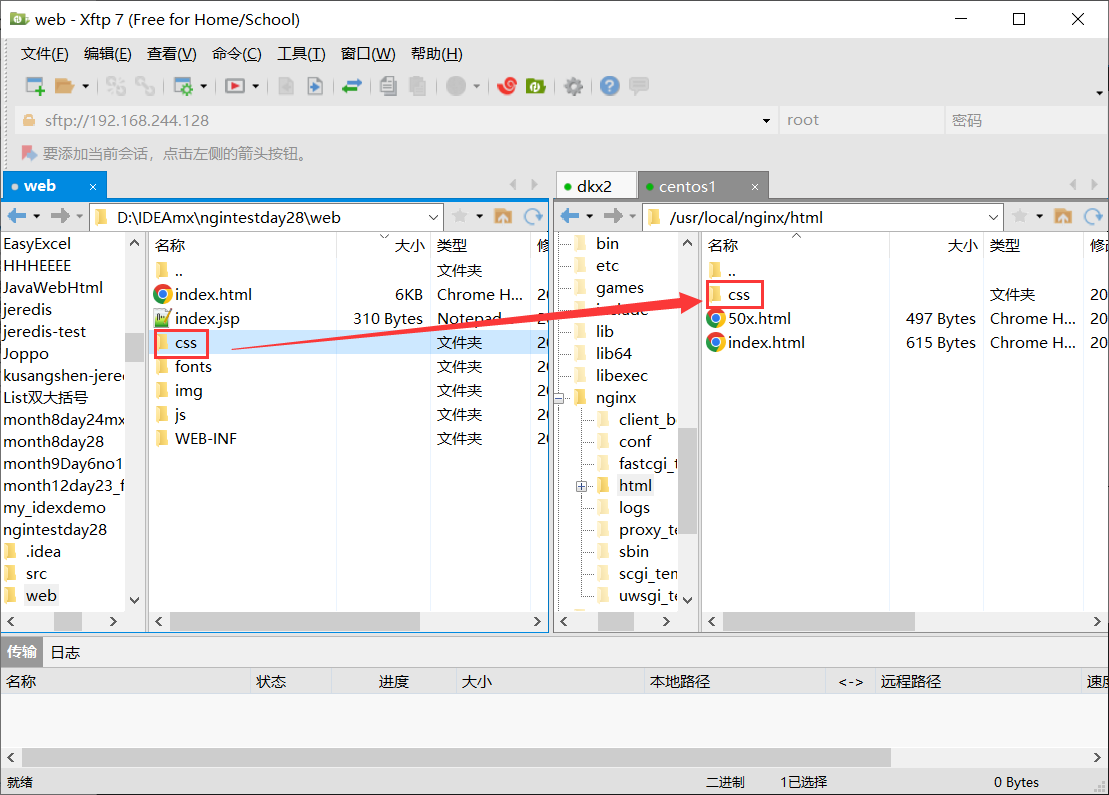 web - Xftp 7 (Free for Home/School)
文件(F) 编辑(E) 查看(V) 命令(C) 工具(T) 窗口(W) 帮助(H)
sftp://192.168.244.128 root 密码
要添加当前会话，点击左侧的箭头按钮。
web × dkx2 centos1 ×
D:\IDEAmx\ngintestday28\web /usr/local/nginx/html
EasyExcel
HHHEEEE
JavaWebHtml
jeredis
jeredis-test
Joppo
kusangshen-jeredi
List双大括号
month8day24mx
month8day28
month9Day6no1
month12day23_f
my_idexdemo
ngintestday28
.idea
src
web
名称 大小 类型 修
.. 文件夹
index.html 6KB Chrome H... 20
index.jsp 310 Bytes Notepad 20
css 文件夹 20
fonts 文件夹 20
img 文件夹 20
js 文件夹 20
WEB-INF 文件夹 20
bin
etc
games
include
lib
lib64
libexec
nginx
client_b
conf
fastcgi_t
html
logs
proxy_te
sbin
scgi_tem
uwsgi_te
名称 大小 类型 修改
..
css 文件夹 20
50x.html 497 Bytes Chrome H... 20
index.html 615 Bytes Chrome H... 20
传输 日志
名称 状态 进度 大小 本地路径 <-> 远程路径 速度
就绪 二进制 1已选择 0 Bytes